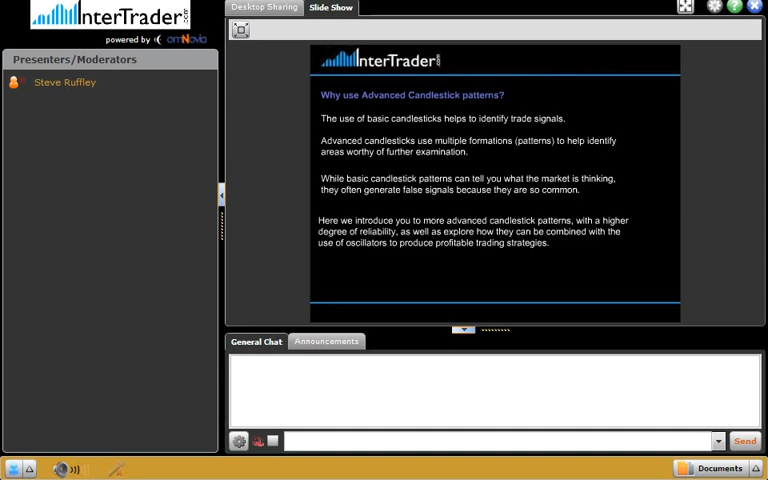 InterTrader.com
powered by omNovia
Presenters/Moderators
Steve Ruffley
Desktop Sharing
Slide Show
InterTrader.com
Why use Advanced Candlestick patterns?
The use of basic candlesticks helps to identify trade signals.
Advanced candlesticks use multiple formations (patterns) to help identify
areas worthy of further examination.
While basic candlestick patterns can tell you what the market is thinking,
they often generate false signals because they are so common.
Here we introduce you to more advanced candlestick patterns, with a higher
degree of reliability, as well as explore how they can be combined with the
use of oscillators to produce profitable trading strategies.
General Chat
Announcements
Send
Documents